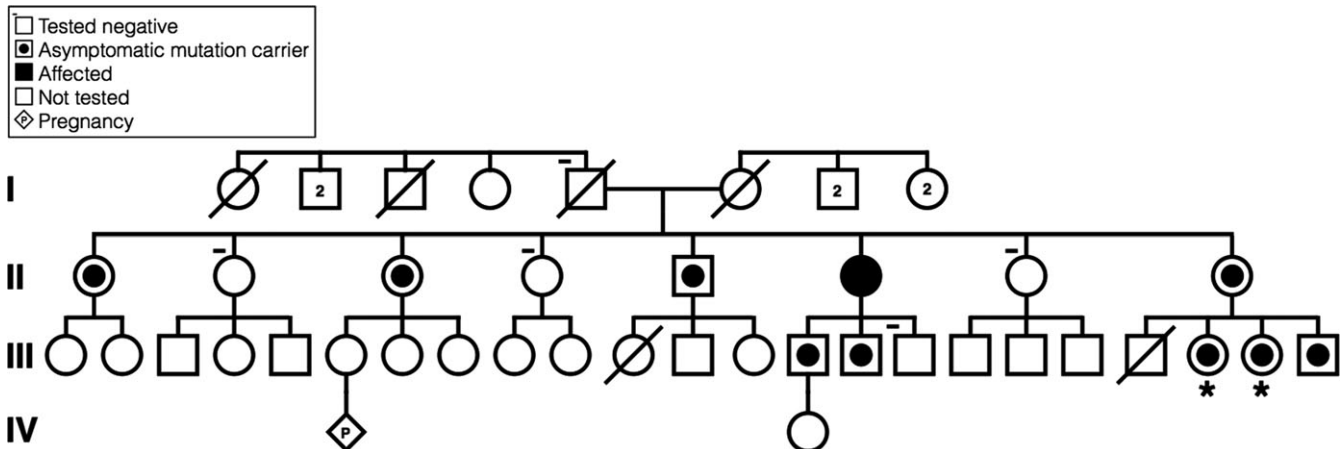 Tested negative
Asymptomatic mutation carrier
Affected
Not tested
P Pregnancy
I
2
2
2
II
III
* *
IV
P